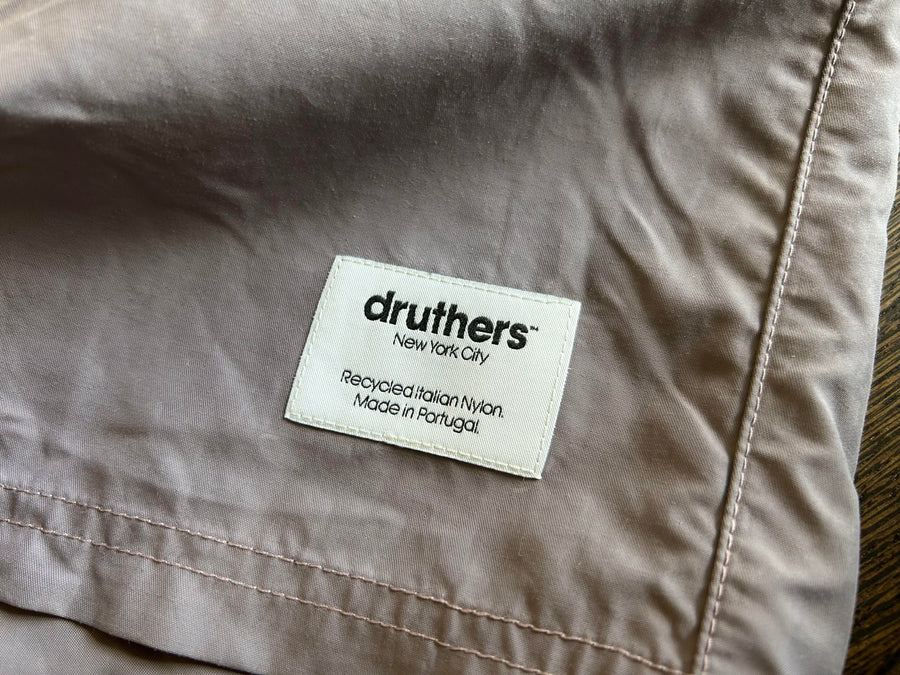 druthers™
New York City
Recycled Italian Nylon.
Made in Portugal.